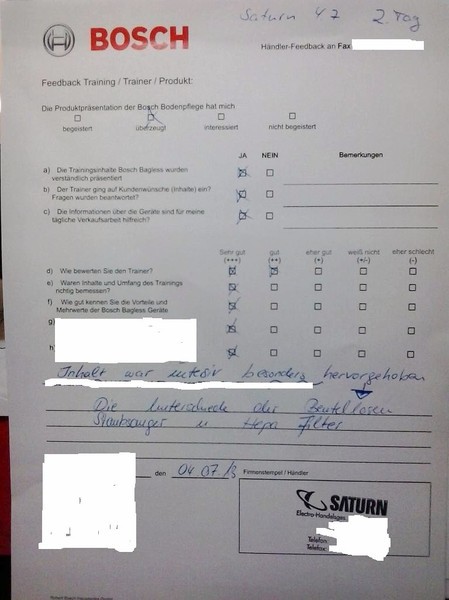 Saturn 47 2. Tag
BOSCH
Händler-Feedback an Fax
Feedback Training / Trainer / Produkt:
Die Produktpräsentation der Bosch Bodenpflege hat mich
begeistert überzeugt interessiert nicht begeistert
JA NEIN Bemerkungen
a) Die Trainingsinhalte Bosch Bagless wurden
verständlich präsentiert
b) Der Trainer ging auf Kundenwünsche (Inhalte) ein?
Fragen wurden beantwortet?
c) Die Informationen über die Geräte sind für meine
tägliche Verkaufsarbeit hilfreich?
Sehr gut gut eher gut weiß nicht eher schlecht
(+++) (++) (+) (+/-) (-)
d) Wie bewerten Sie den Trainer?
e) Waren Inhalte und Umfang des Trainings
richtig bemessen?
f) Wie gut kennen Sie die Vorteile und
Mehrwerte der Bosch Bagless Geräte
g)
h)
Inhalt war intesiv besonders hervorgehoben
Die Unterschiede der Beutellosen
Staubsauger u Hepa Filter
den 04.07.13 Firmenstempel / Händler
SATURN
Electro-Handelsges.
Telefon:
Telefax: